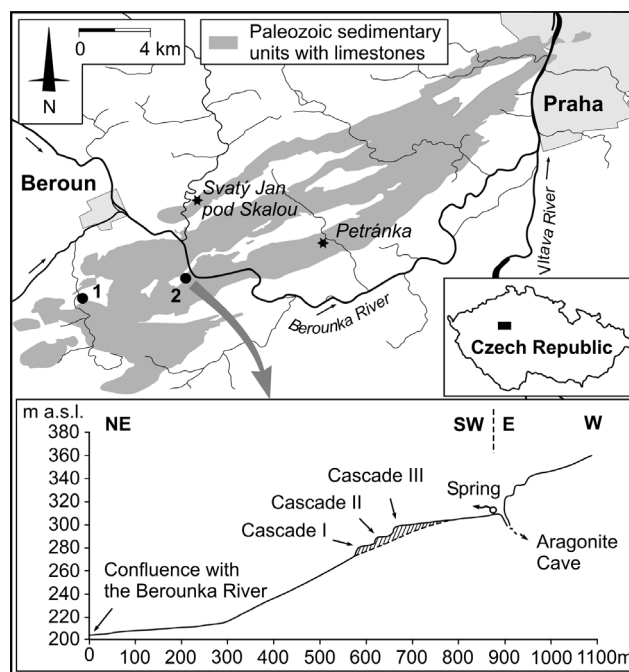 0 4 km
N
Paleozoic sedimentary
units with limestones
Praha
Beroun
Svatý Jan
pod Skalou
Petránka
1
2
Vltava River
Berounka River
Czech Republic
m a.s.l.
NE
SW
E
W
380
360
340
320
300
280
260
240
220
200
Cascade III
Cascade II
Cascade I
Spring
Aragonite
Cave
Confluence with
the Berounka River
0 100 200 300 400 500 600 700 800 900 1000 1100m